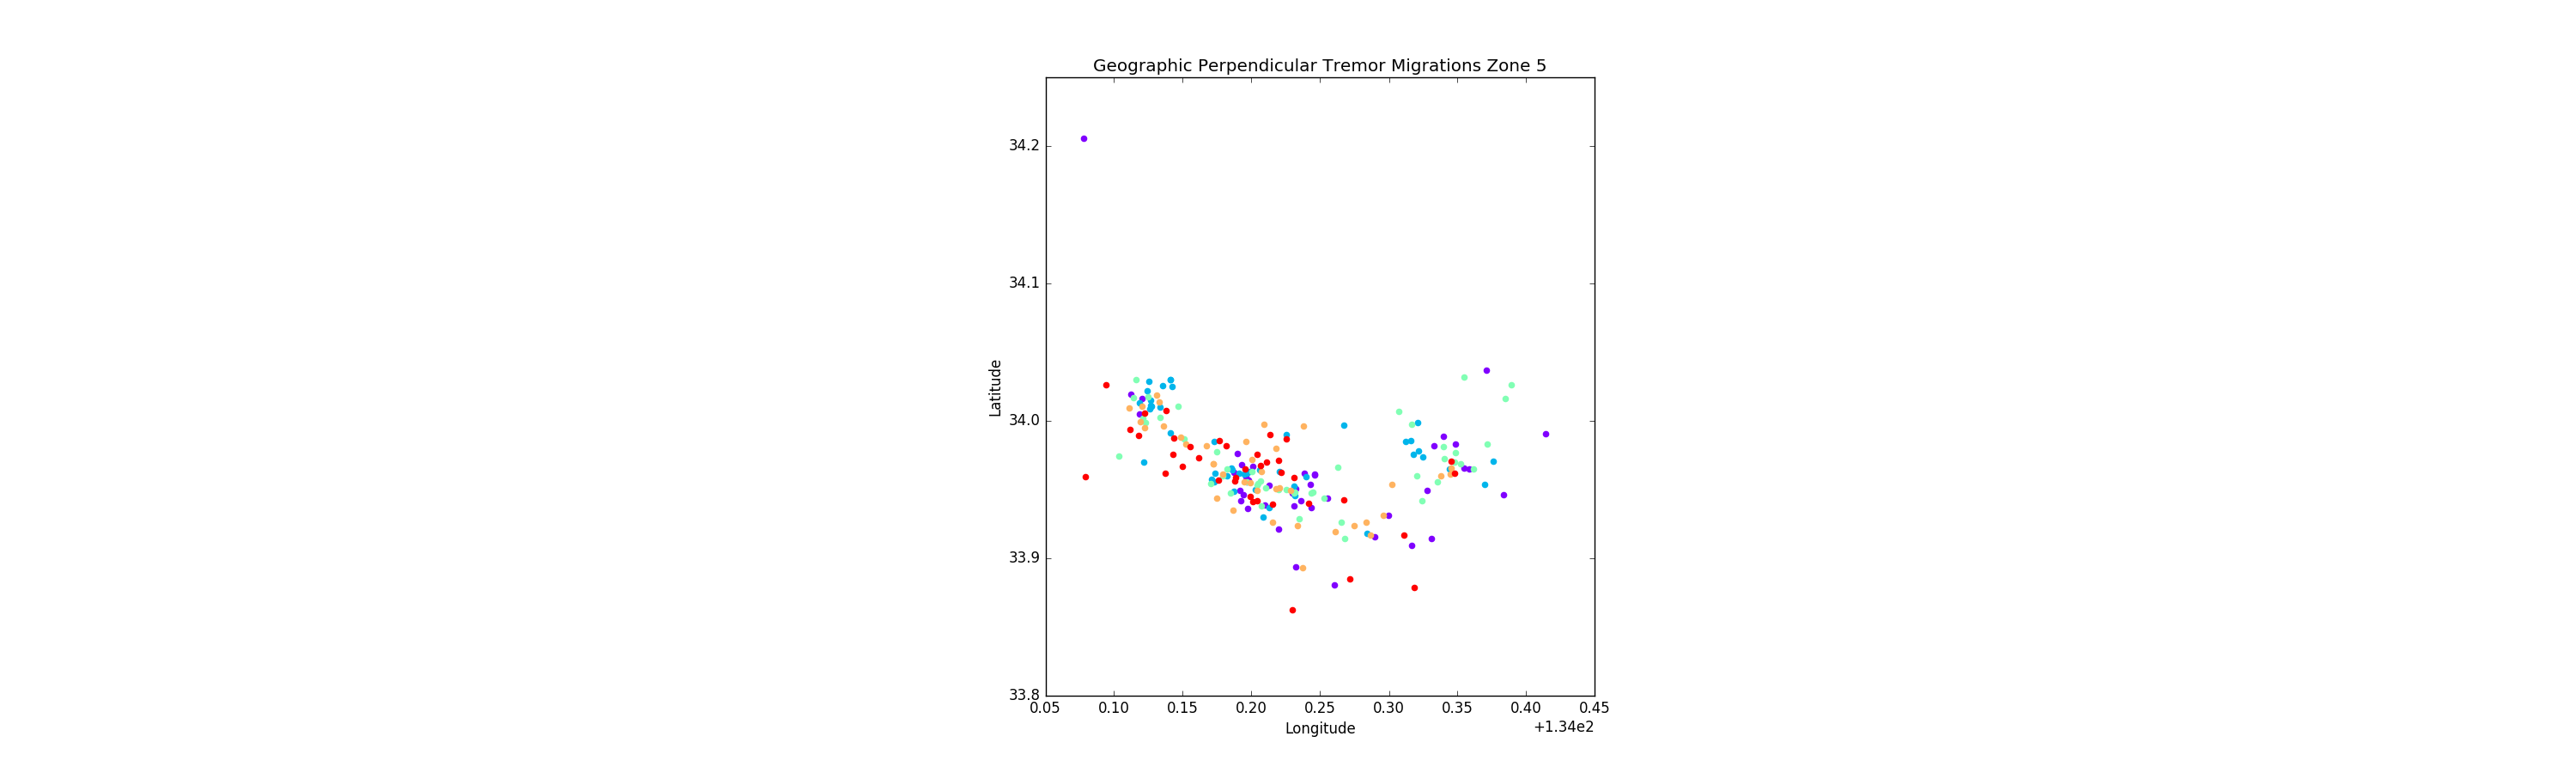 Geographic Perpendicular Tremor Migrations Zone 5
34.2
34.1
34.0
33.9
33.8
Latitude
0.05 0.10 0.15 0.20 0.25 0.30 0.35 0.40 0.45
+1.34e2
Longitude